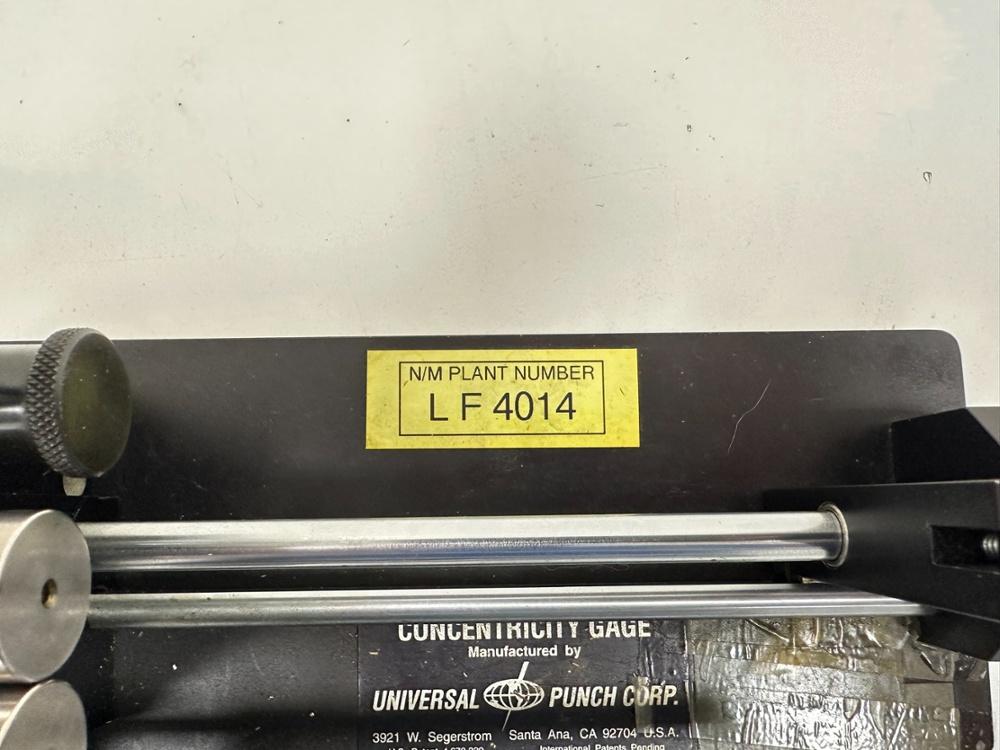 N/M PLANT NUMBER
L F 4014
CONCENTRICITY GAGE
Manufactured by
UNIVERSAL PUNCH CORP.
3921 W. Segerstrom Santa Ana, CA 92704 U.S.A.
International Patents Pending